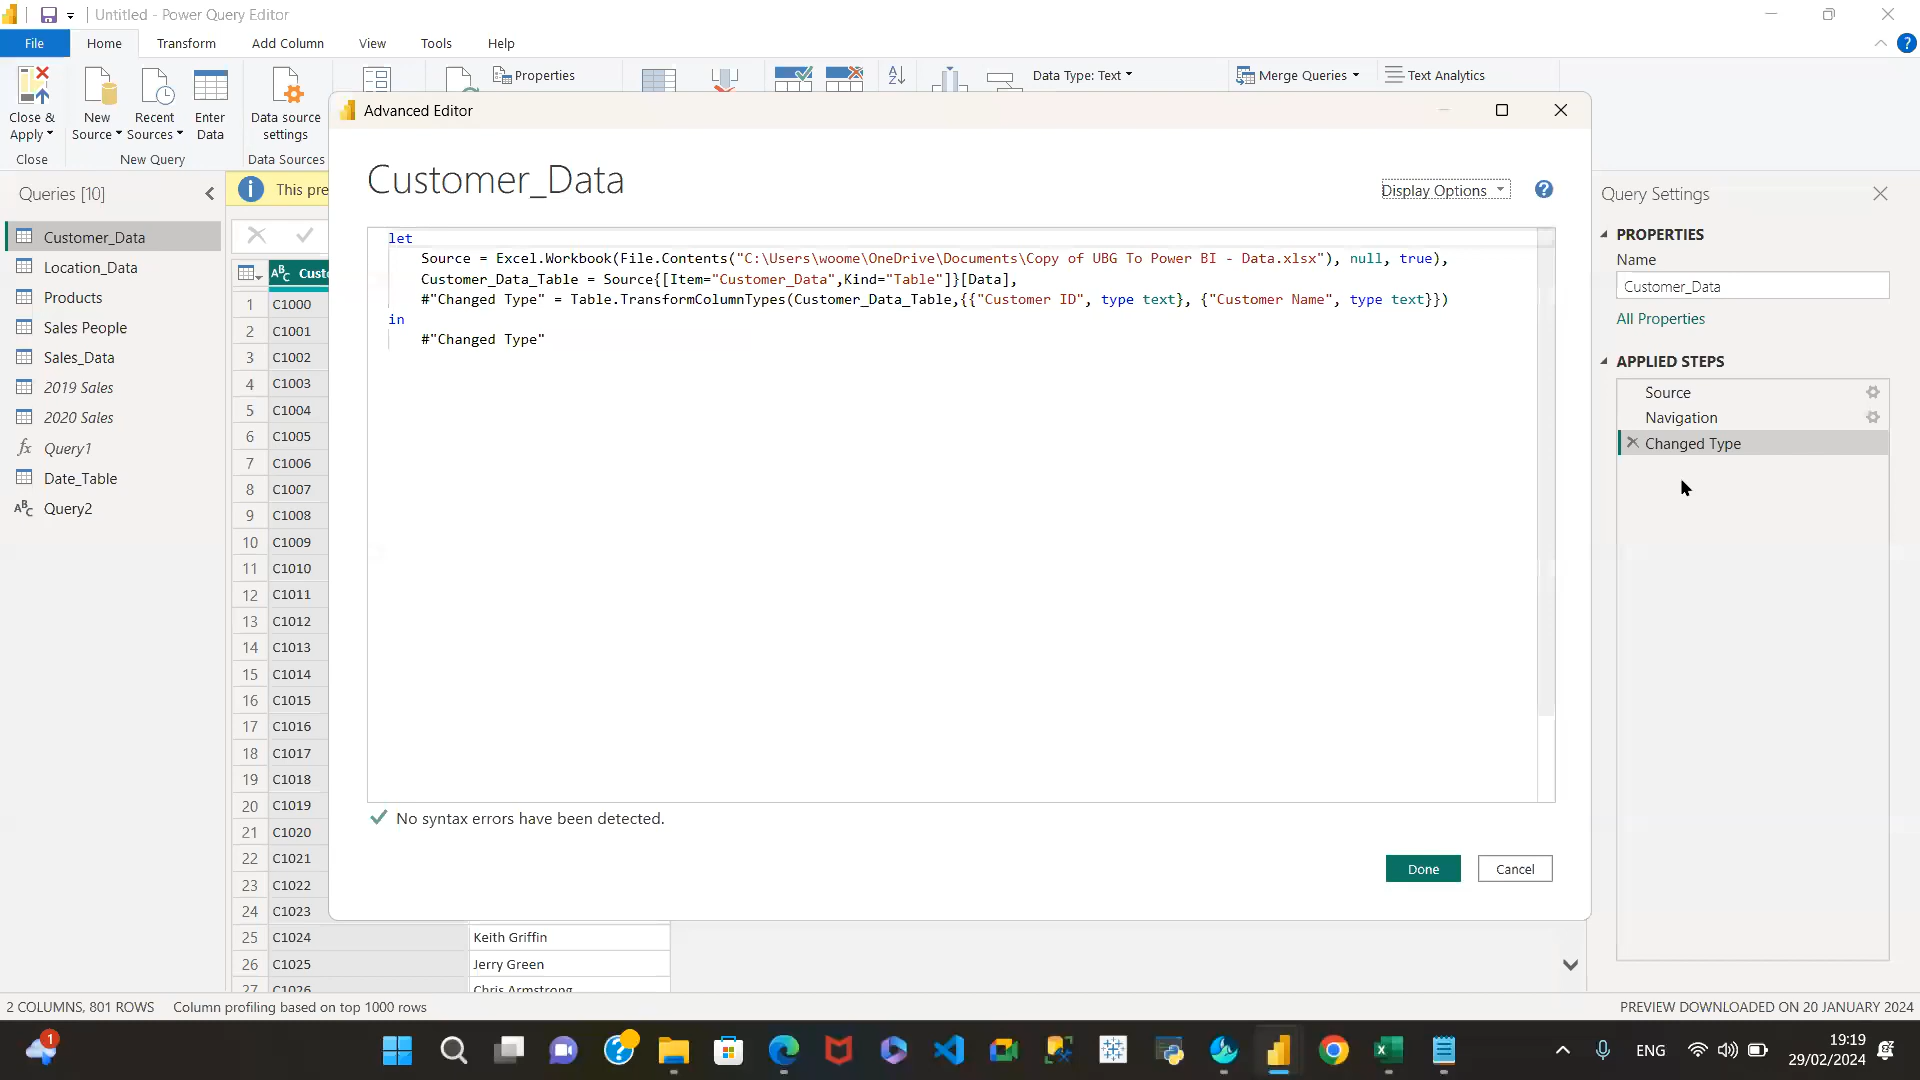 Untitled - Power Query Editor
File Home Transform Add Column View Tools Help
Close & Apply
New Source
Recent Sources
Enter Data
Data source settings
Properties
Data Type: Text
Merge Queries
Text Analytics
Close
New Query
Data Sources
Queries [10]
Customer_Data
Location_Data
Products
Sales People
Sales_Data
2019 Sales
2020 Sales
fx Query1
Date_Table
ABC Query2
This pre
ABC Custo
1 C1000
2 C1001
3 C1002
4 C1003
5 C1004
6 C1005
7 C1006
8 C1007
9 C1008
10 C1009
11 C1010
12 C1011
13 C1012
14 C1013
15 C1014
16 C1015
17 C1016
18 C1017
19 C1018
20 C1019
21 C1020
22 C1021
23 C1022
24 C1023
25 C1024 Keith Griffin
26 C1025 Jerry Green
27 C1026 Chris Armstrong
Advanced Editor
Customer_Data
Display Options
let
Source = Excel.Workbook(File.Contents("C:\Users\woome\OneDrive\Documents\Copy of UBG To Power BI - Data.xlsx"), null, true),
Customer_Data_Table = Source{[Item="Customer_Data",Kind="Table"]}[Data],
#"Changed Type" = Table.TransformColumnTypes(Customer_Data_Table,{{"Customer ID", type text}, {"Customer Name", type text}})
in
#"Changed Type"
No syntax errors have been detected.
Done
Cancel
Query Settings
PROPERTIES
Name
Customer_Data
All Properties
APPLIED STEPS
Source
Navigation
Changed Type
2 COLUMNS, 801 ROWS Column profiling based on top 1000 rows
PREVIEW DOWNLOADED ON 20 JANUARY 2024
1
ENG
19:19
29/02/2024